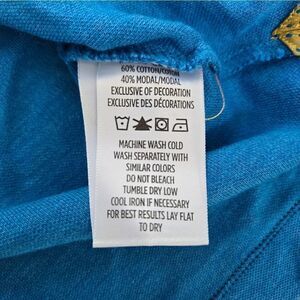 60% COTTON/COTON
40% MODAL/MODAL
EXCLUSIVE OF DECORATION
EXCLUSIVE DES DÉCORATIONS
MACHINE WASH COLD
WASH SEPARATELY WITH
SIMILAR COLORS
DO NOT BLEACH
TUMBLE DRY LOW
COOL IRON IF NECESSARY
FOR BEST RESULTS LAY FLAT
TO DRY